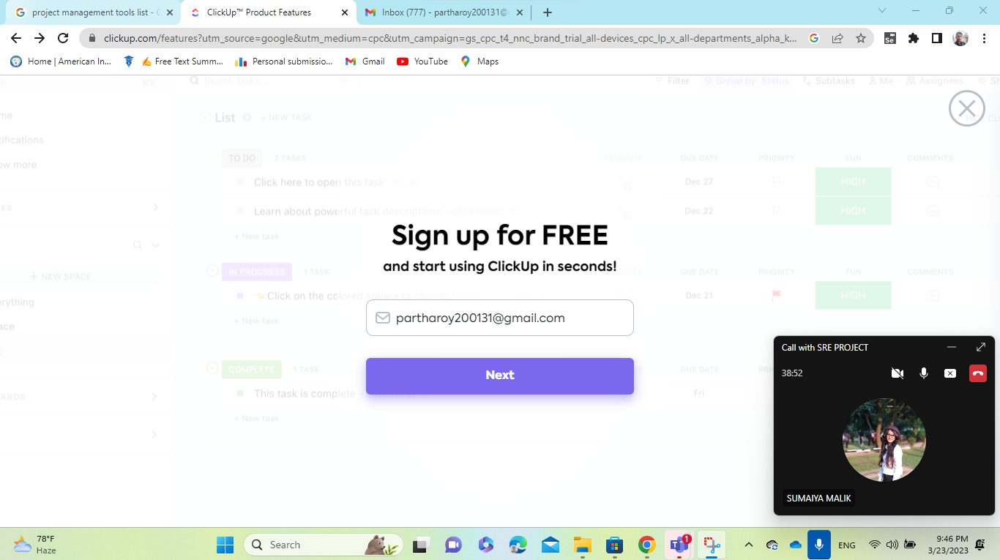 project management tools list - G
ClickUp™ Product Features
Inbox (777) - partharoy200131@
clickup.com/features?utm_source=google&utm_medium=cpc&utm_campaign=gs_cpc_t4_nnc_brand_trial_all-devices_cpc_lp_x_all-departments_alpha_k...
Home | American In...
Free Text Summ...
Personal submissio...
Gmail
YouTube
Maps
⌘K
Search tasks...
Filter
Group by: Status
Subtasks
Me
Assignees
Sh
me
List
+ NEW TASK
HIDE CLO
tifications
ow more
TO DO
2 TASKS
ASSIGNEE
DUE DATE
PRIORITY
FUN
COMMENTS
Click here to open this task
Dec 27
HIGH
ES
Learn about powerful task descriptions - click here!
Dec 22
HIGH
+ New task
Sign up for FREE
and start using ClickUp in seconds!
IN PROGRESS
1 TASK
DUE DATE
PRIORITY
FUN
COMMENTS
+ NEW SPACE
erything
Click on the colored square to change
Dec 21
HIGH
+ New task
ace
partharoy200131@gmail.com
Next
COMPLETE
1 TASK
DUE DATE
This task is complete -
Fri
ARDS
+ New task
Call with SRE PROJECT
38:52
SUMAIYA MALIK
78°F
Haze
Search
1
ENG
9:46 PM
3/23/2023